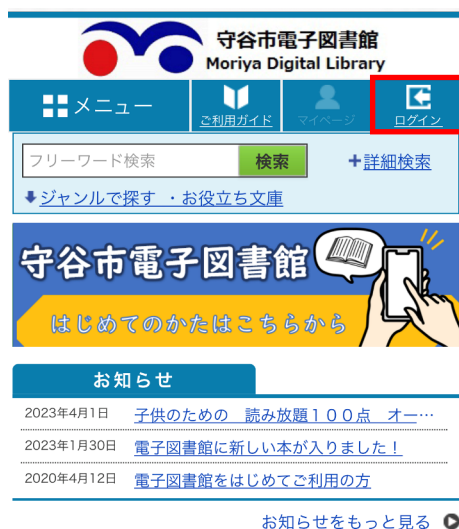 守谷市電子図書館
Moriya Digital Library
メニュー
ご利用ガイド
マイページ
ログイン
フリーワード検索
検索
+詳細検索
ジャンルで探す ・お役立ち文庫
守谷市電子図書館
はじめてのかたはこちらから
お知らせ
2023年4月1日 子供のための 読み放題100点 オー…
2023年1月30日 電子図書館に新しい本が入りました!
2020年4月12日 電子図書館をはじめてご利用の方
お知らせをもっと見る